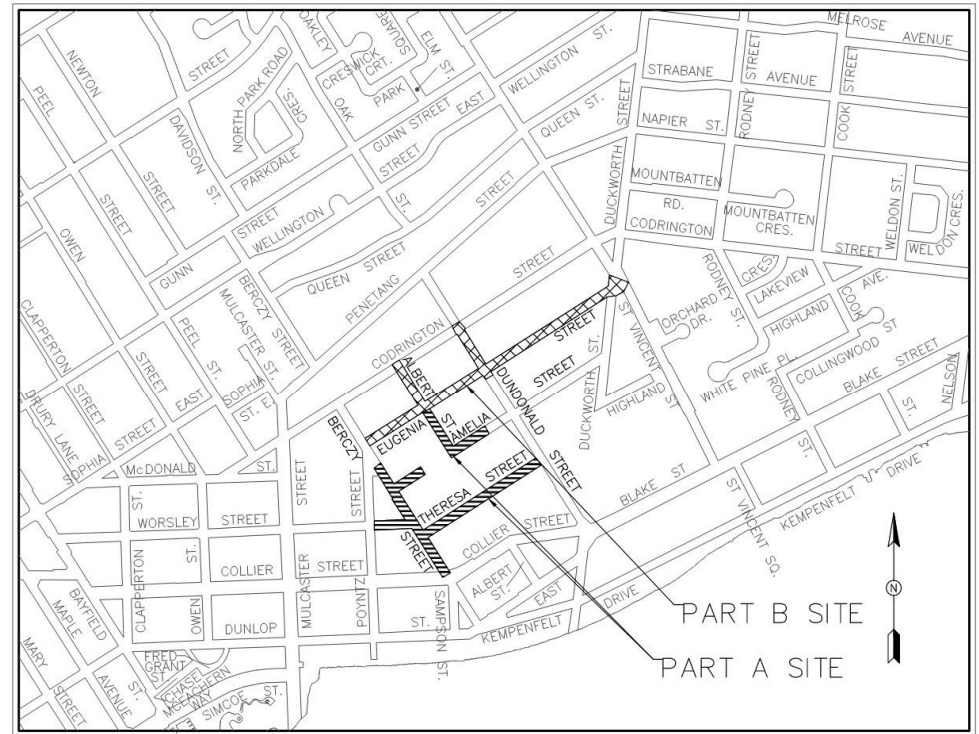 MELROSE
AVENUE
NEWTON
PEEL
STREET
OAKLEY
SQUARE
ELM
ST.
CRESWICK
CRT.
PARK
WELLINGTON
ST.
STREET
STRABANE
AVENUE
STREET
NORTH PARK ROAD
CRES.
OAK
GUNN STREET EAST
QUEEN ST.
NAPIER ST.
RODNEY
COOK
PEEL
DAVIDSON
ST.
PARKDALE
STREET
STREET
DUCKWORTH
MOUNTBATTEN
RD.
CODRINGTON
MOUNTBATTEN
CRES.
WELDON ST.
WELDON CRES.
STREET
OWEN
STREET
STREET
GUNN
STREET
WELLINGTON
ST.
QUEEN STREET
PENETANG
STREET
RODNEY
ST.
CRES.
LAKEVIEW
AVE.
ORCHARD
DR.
HIGHLAND
COOK
ST
CLAPPERTON
STREET
PEEL
ST.
MULCASTER ST.
BERCZY
STREET
CODRINGTON
ALBERT
ST.
STREET
STREET
DUNDONALD
STREET
ST VINCENT
ST.
HIGHLAND
ST.
DUCKWORTH
WHITE PINE PL.
COLLINGWOOD
BLAKE STREET
NELSON
RODNEY
ST.
ST.
DRURY LANE
STREET
SOPHIA
STREET
EAST
SOPHIA
ST. E.
BERCZY
EUGENIA
AMELIA
McDONALD
ST.
STREET
STREET
THERESA
STREET
BLAKE ST
ST VINCENT SQ.
KEMPENFELT DRIVE
ST.
WORSLEY STREET
CLAPPERTON
ST.
OWEN
COLLIER STREET
MULCASTER
POYNTZ
STREET
COLLIER STREET
ALBERT
ST.
EAST
DUNLOP
ST.
SAMPSON ST.
KEMPENFELT
DRIVE
BAYFIELD
MAPLE
MARY
AVENUE
ST.
FRED
GRANT
ST.
CHASE
MCEACHERN
WAY
SIMCOE ST.
N
PART B SITE
PART A SITE